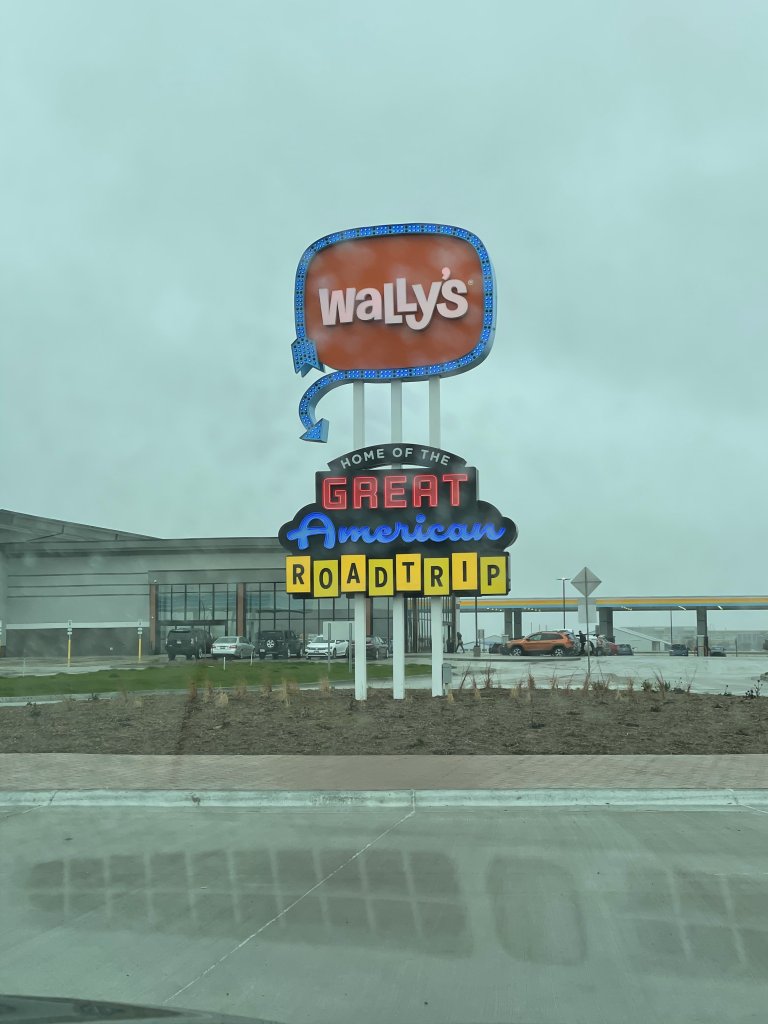 Wally's
HOME OF THE
GREAT
American
ROADTRIP